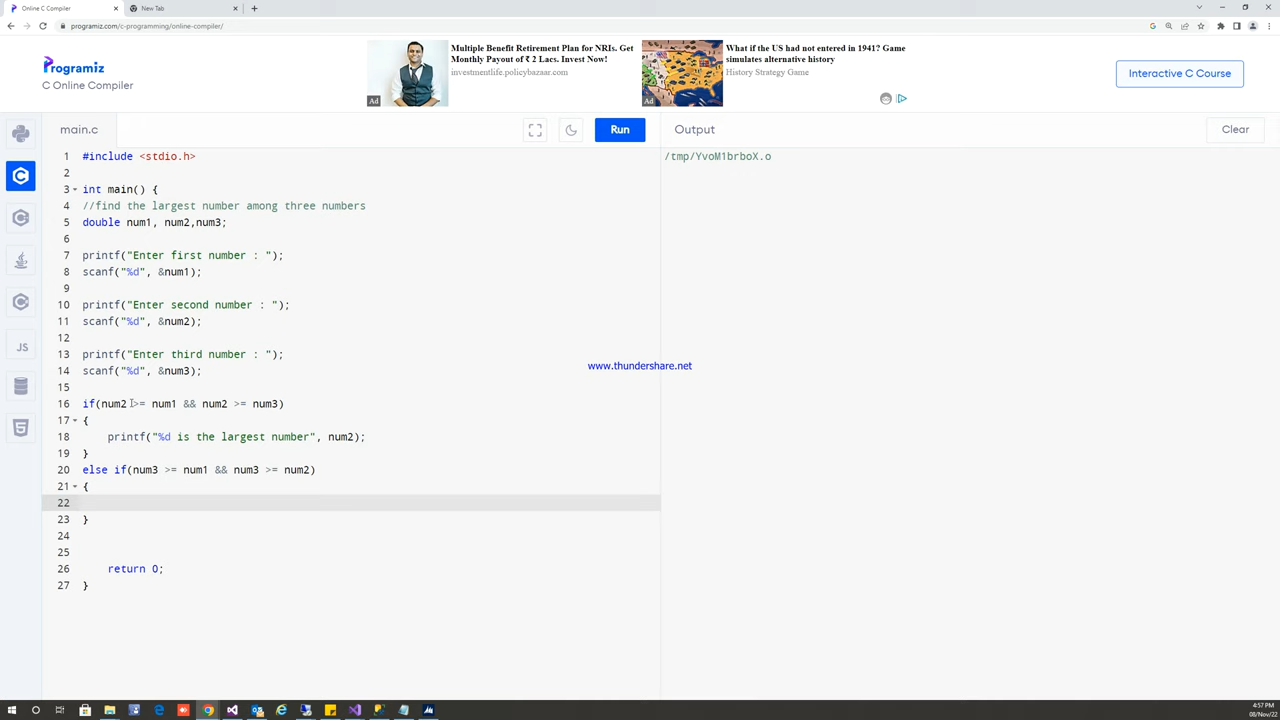 Online C Compiler
New Tab
programiz.com/c-programming/online-compiler/
Programiz
C Online Compiler
Multiple Benefit Retirement Plan for NRIs. Get
Monthly Payout of ₹ 2 Lacs. Invest Now!
investmentlife.policybazaar.com
Ad
What if the US had not entered in 1941? Game
simulates alternative history
History Strategy Game
Ad
Interactive C Course
main.c
Run
Output
Clear
/tmp/YvoM1brboX.o
1 #include <stdio.h>
2
3 int main() {
4 //find the largest number among three numbers
5 double num1, num2,num3;
6
7 printf("Enter first number : ");
8 scanf("%d", &num1);
9
10 printf("Enter second number : ");
11 scanf("%d", &num2);
12
13 printf("Enter third number : ");
14 scanf("%d", &num3);
15
16 if(num2 >= num1 && num2 >= num3)
17 {
18 printf("%d is the largest number", num2);
19 }
20 else if(num3 >= num1 && num3 >= num2)
21 {
22
23 }
24
25
26 return 0;
27 }
JS
www.thundershare.net
4:57 PM
08/Nov/22